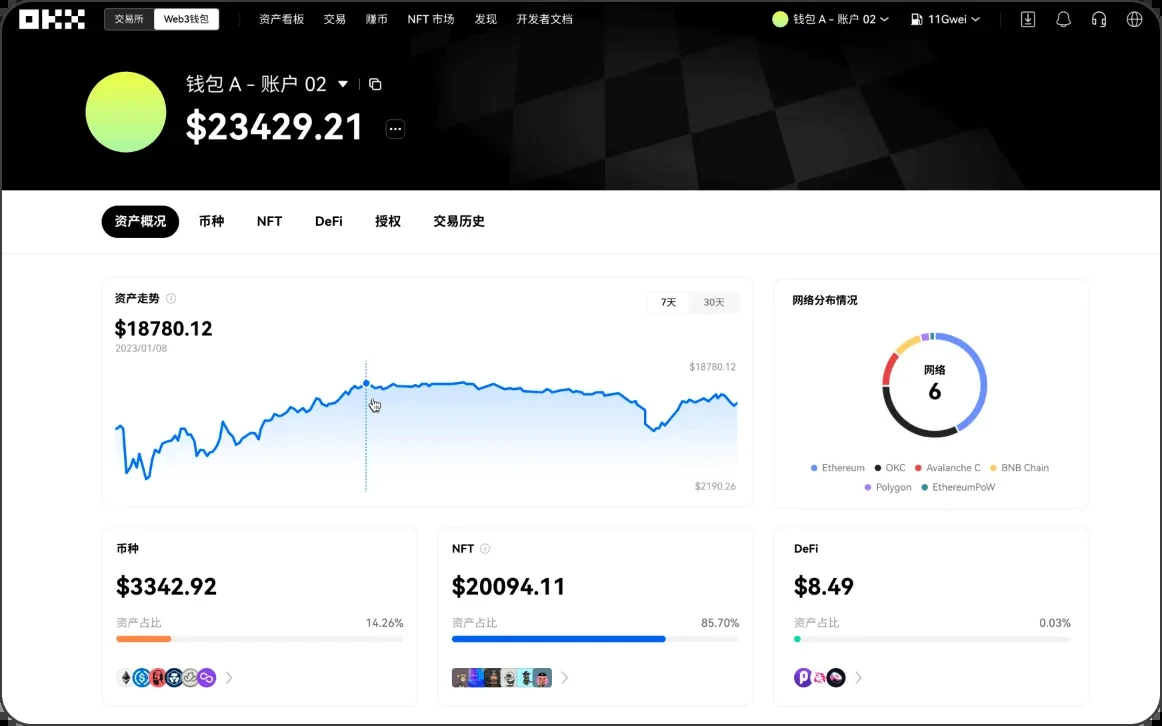 OKX 交易所 Web3钱包 资产看板 交易 赚币 NFT 市场 发现 开发者文档 钱包 A - 账户 02 11Gwei
钱包 A - 账户 02
$23429.21
资产概况 币种 NFT DeFi 授权 交易历史
资产走势
7天 30天
$18780.12
2023/01/08
$18780.12
$2190.26
网络分布情况
网络
6
Ethereum OKC Avalanche C BNB Chain
Polygon EthereumPoW
币种
$3342.92
资产占比 14.26%
NFT
$20094.11
资产占比 85.70%
DeFi
$8.49
资产占比 0.03%